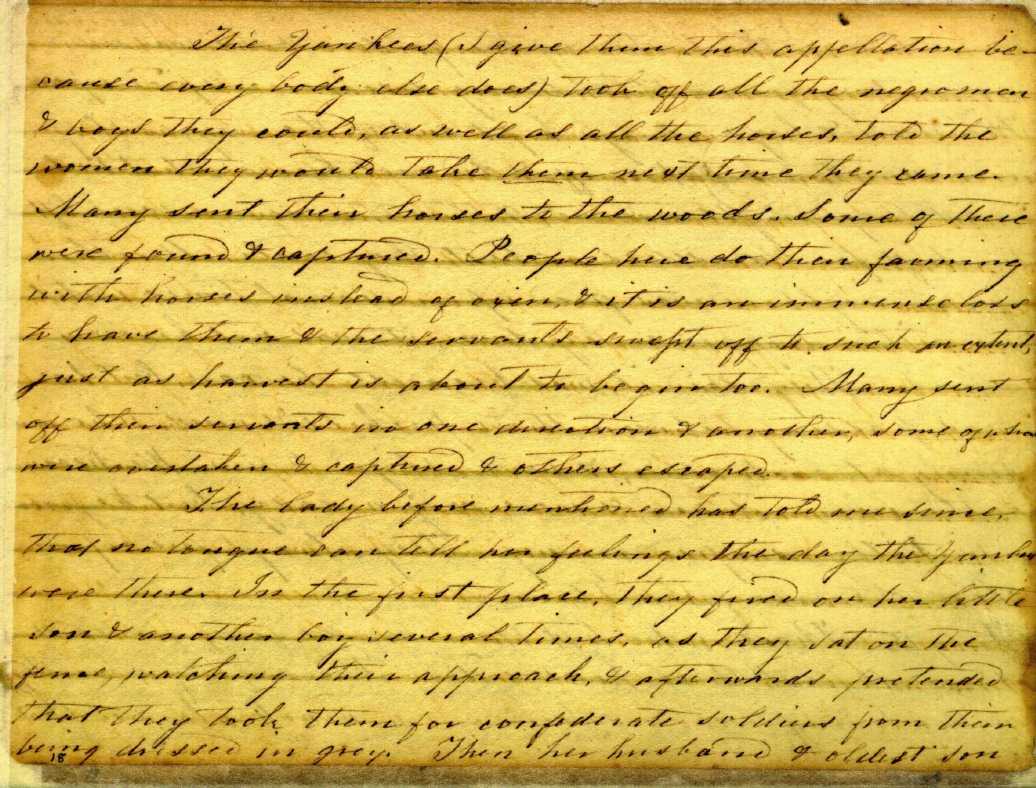 The Yankees (I give them this appellation be-
cause every body else does) took off all the negro men
& boys they could, as well as all the horses, told the
women they would take them next time they came.
Many sent their horses to the woods. Some of these
were found & captured. People here do their farming
with horses instead of oxen, & it is an immense loss
to have them & the servants swept off to such an extent,
just as harvest is about to begin too. Many sent
off their servants in one direction & another, some of whom
were overtaken & captured & others escaped.
The lady before mentioned has told me since,
that no tongue can tell her feelings the day the Yankees
were there. In the first place, they fired on her little
son & another boy several times, as they sat on the
fence, watching their approach, & afterwards pretended
that they took them for confederate soldiers from their
being dressed in grey. Then her husband & oldest son
18